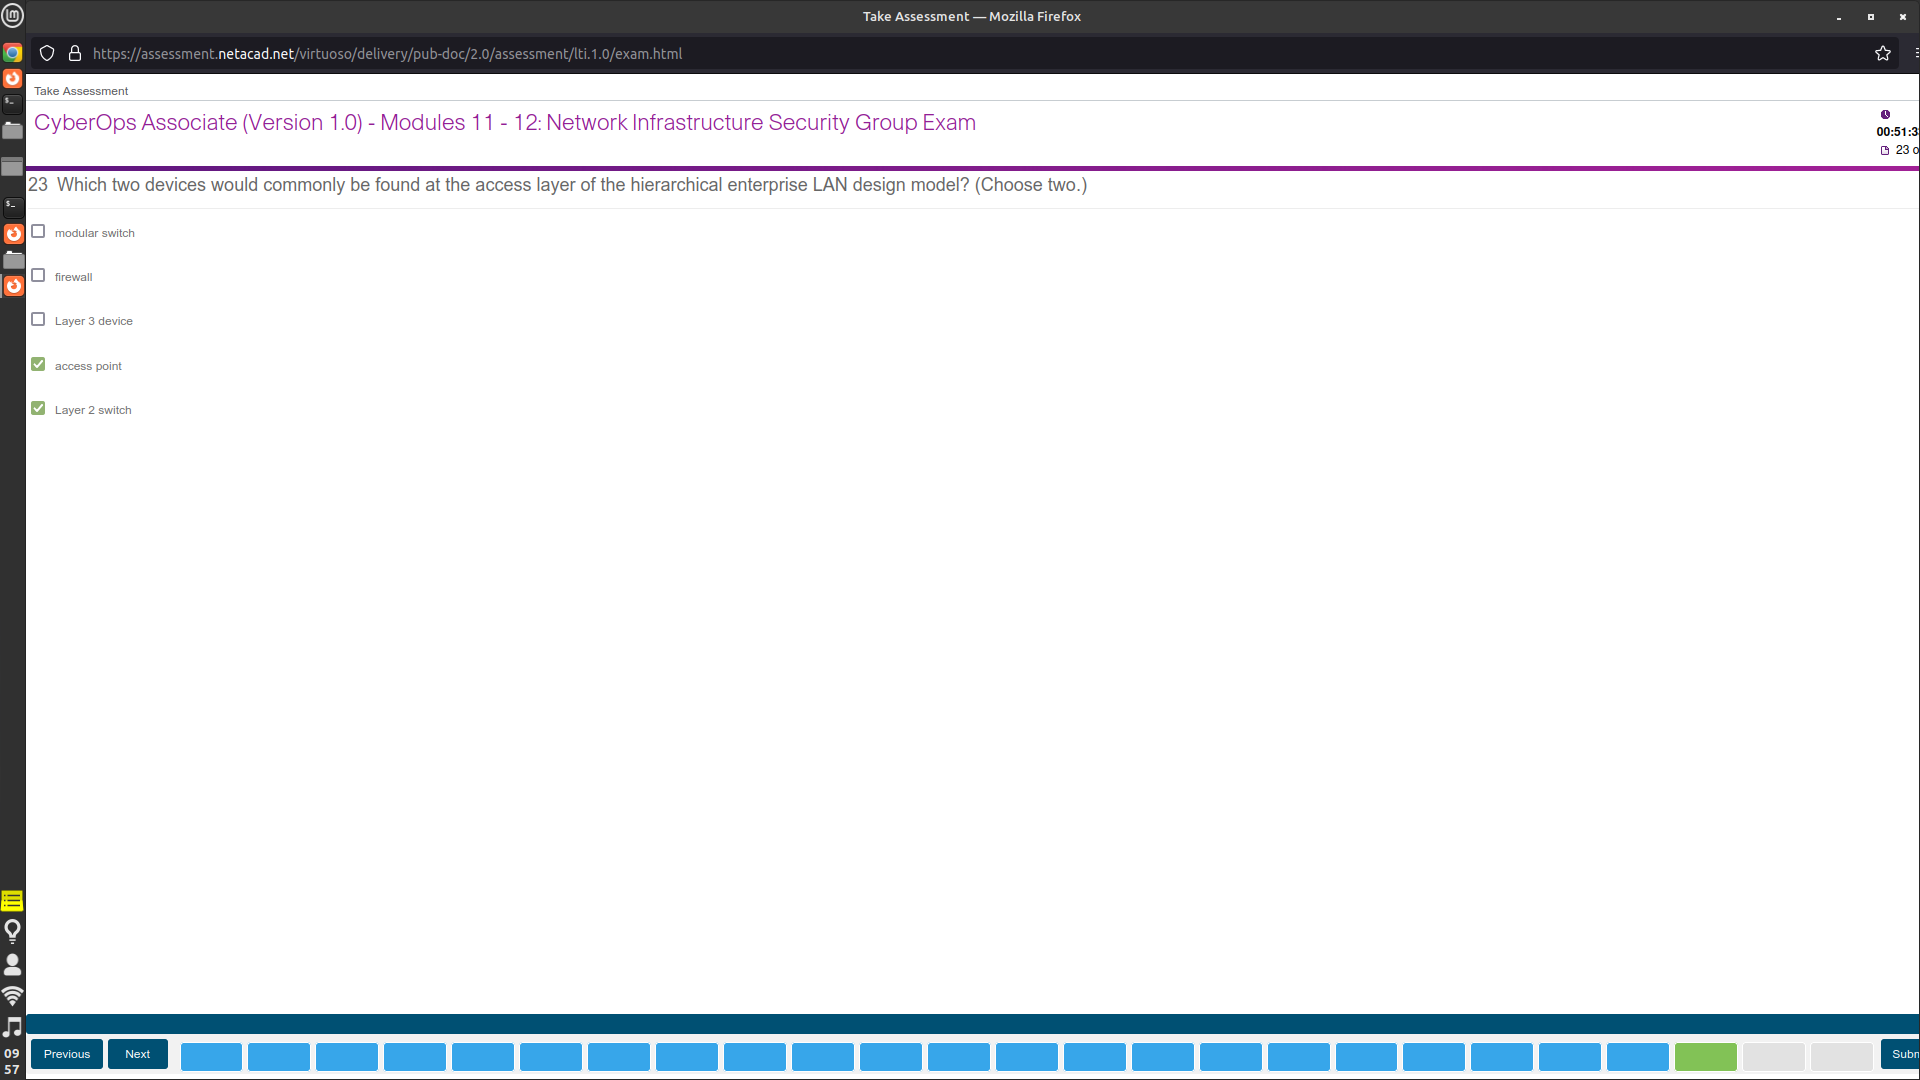 Take Assessment — Mozilla Firefox
https://assessment.netacad.net/virtuoso/delivery/pub-doc/2.0/assessment/lti.1.0/exam.html
Take Assessment
CyberOps Associate (Version 1.0) - Modules 11 - 12: Network Infrastructure Security Group Exam
00:51:3
23 o
23 Which two devices would commonly be found at the access layer of the hierarchical enterprise LAN design model? (Choose two.)
modular switch
firewall
Layer 3 device
access point
Layer 2 switch
09
57
Previous
Next
Subm